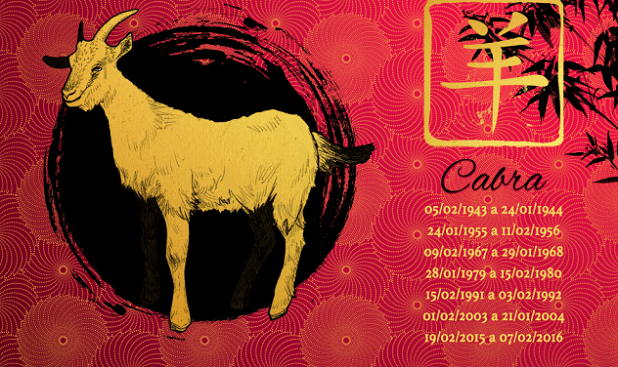 羊
Cabra
05/02/1943 a 24/01/1944
24/01/1955 a 11/02/1956
09/02/1967 a 29/01/1968
28/01/1979 a 15/02/1980
15/02/1991 a 03/02/1992
01/02/2003 a 21/01/2004
19/02/2015 a 07/02/2016